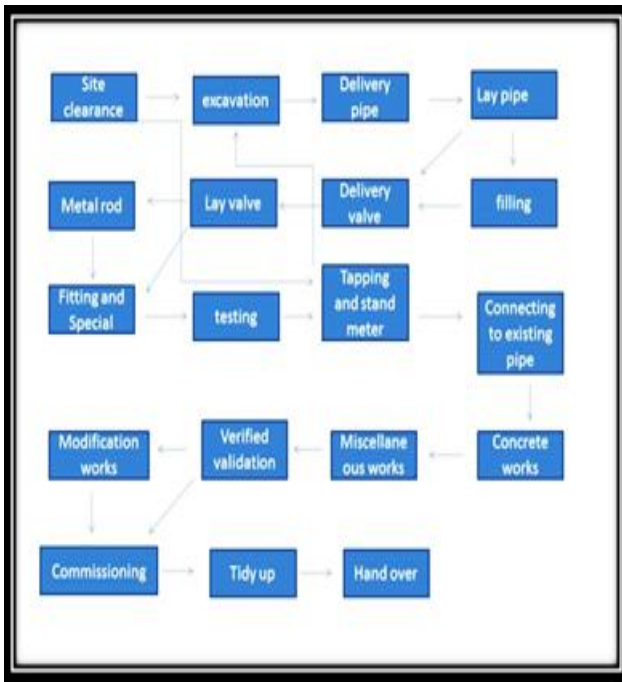 Site
clearance
excavation
Delivery
pipe
Lay pipe
Metal rod
Lay valve
Delivery
valve
filling
Fitting and
Special
testing
Tapping
and stand
meter
Connecting
to existing
pipe
Modification
works
Verified
validation
Miscellane
ous works
Concrete
works
Commissioning
Tidy up
Hand over